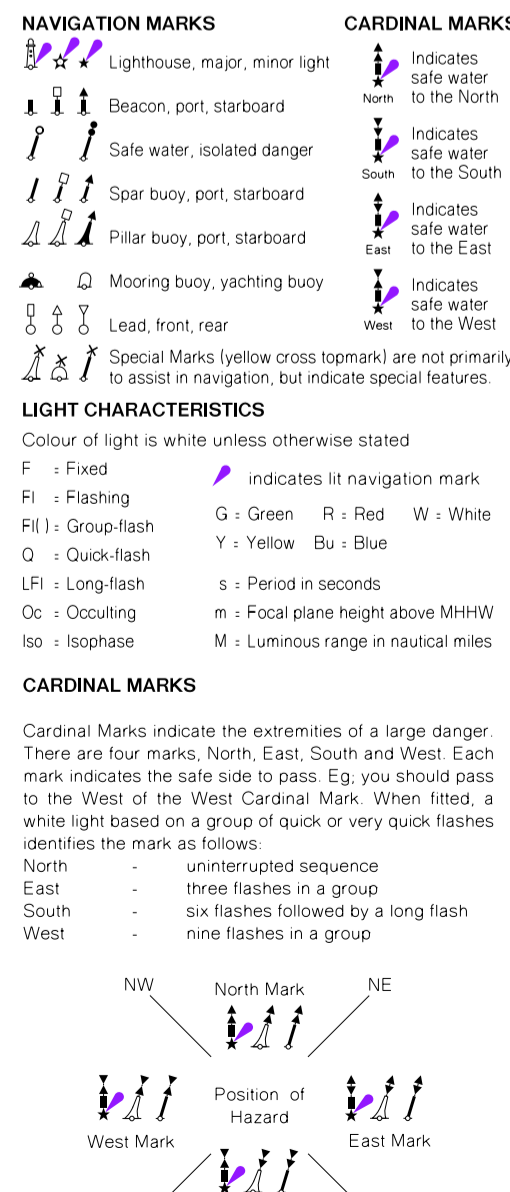 NAVIGATION MARKS
Lighthouse, major, minor light
Beacon, port, starboard
Safe water, isolated danger
Spar buoy, port, starboard
Pillar buoy, port, starboard
Mooring buoy, yachting buoy
Lead, front, rear
Special Marks (yellow cross topmark) are not primarily
to assist in navigation, but indicate special features.
CARDINAL MARKS
Indicates
safe water
to the North
North
Indicates
safe water
to the South
South
Indicates
safe water
to the East
East
Indicates
safe water
to the West
West
LIGHT CHARACTERISTICS
Colour of light is white unless otherwise stated
F = Fixed
Fl = Flashing
Fl( ) = Group-flash
Q = Quick-flash
LFl = Long-flash
Oc = Occulting
Iso = Isophase
indicates lit navigation mark
G = Green R = Red W = White
Y = Yellow Bu = Blue
s = Period in seconds
m = Focal plane height above MHHW
M = Luminous range in nautical miles
CARDINAL MARKS
Cardinal Marks indicate the extremities of a large danger.
There are four marks, North, East, South and West. Each
mark indicates the safe side to pass. Eg; you should pass
to the West of the West Cardinal Mark. When fitted, a
white light based on a group of quick or very quick flashes
identifies the mark as follows:
North - uninterrupted sequence
East - three flashes in a group
South - six flashes followed by a long flash
West - nine flashes in a group
NW
North Mark
NE
Position of
Hazard
West Mark
East Mark